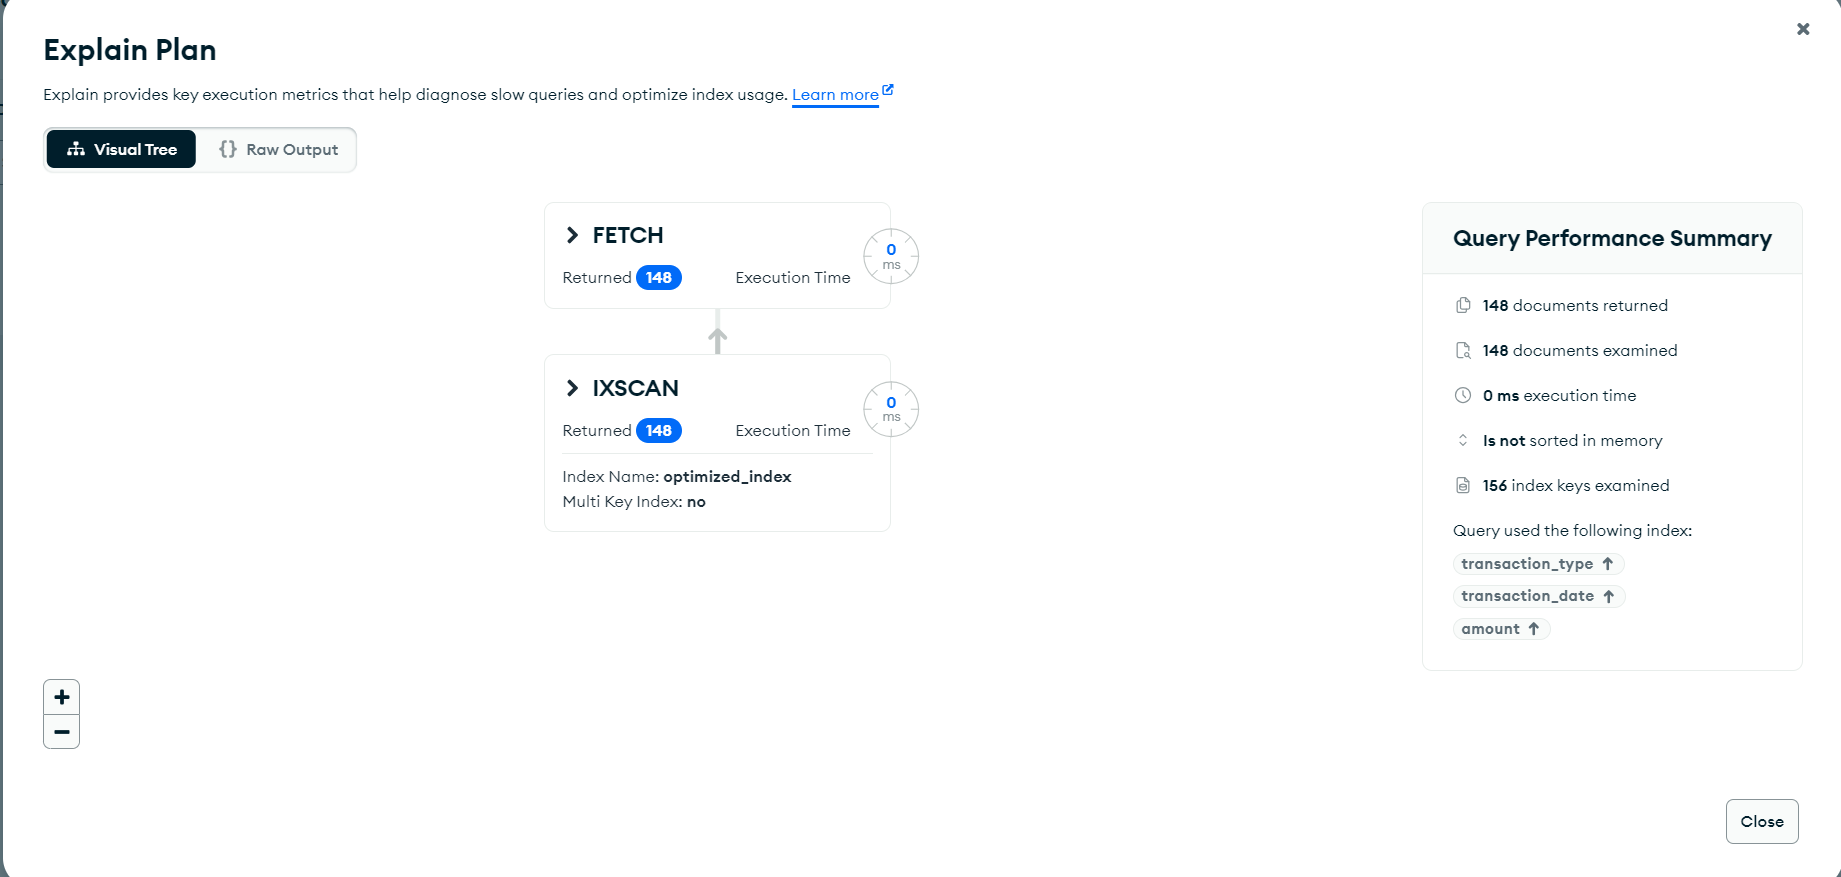 Explain Plan
Explain provides key execution metrics that help diagnose slow queries and optimize index usage. Learn more
Visual Tree
{} Raw Output
FETCH
Returned 148 Execution Time
0 ms
IXSCAN
Returned 148 Execution Time
0 ms
Index Name: optimized_index
Multi Key Index: no
Query Performance Summary
148 documents returned
148 documents examined
0 ms execution time
Is not sorted in memory
156 index keys examined
Query used the following index:
transaction_type ↑
transaction_date ↑
amount ↑
+
−
Close